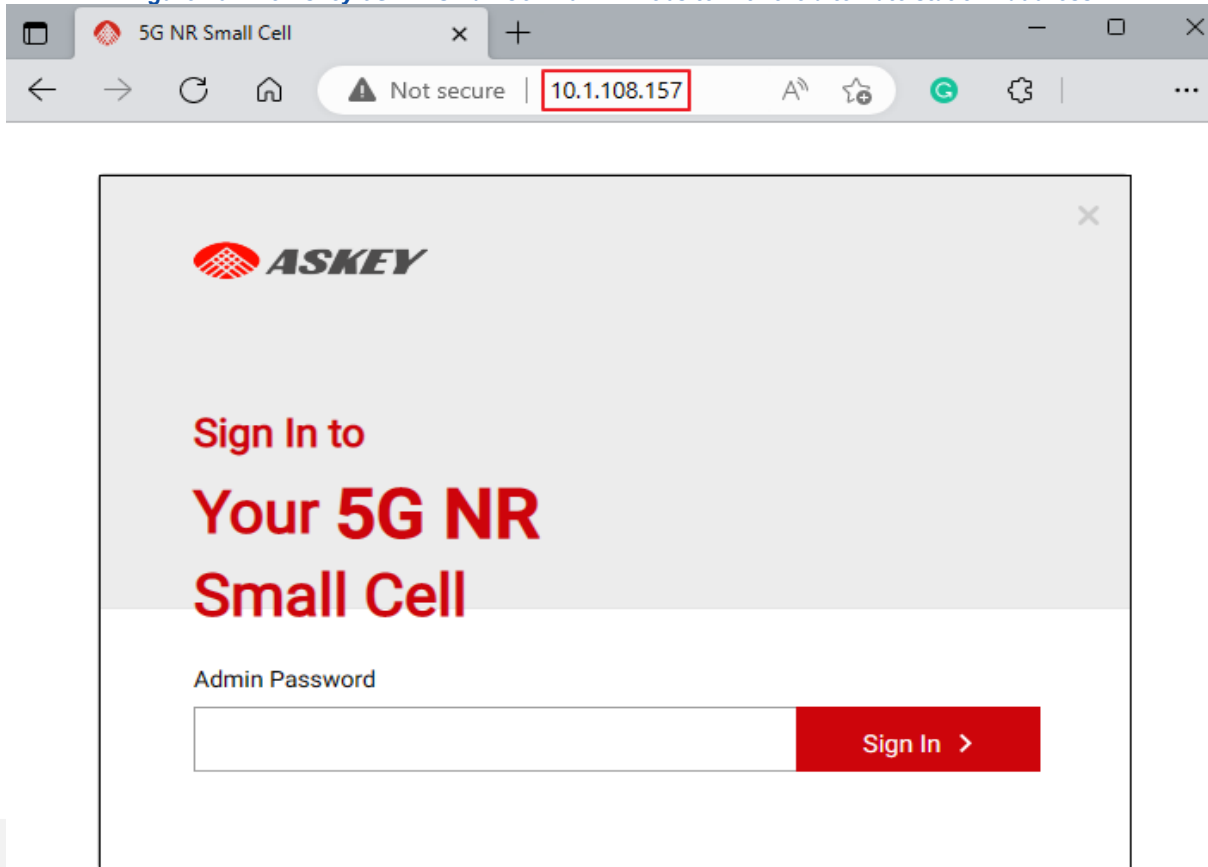 5G NR Small Cell
Not secure | 10.1.108.157
ASKEY
Sign In to
Your 5G NR
Small Cell
Admin Password
Sign In >